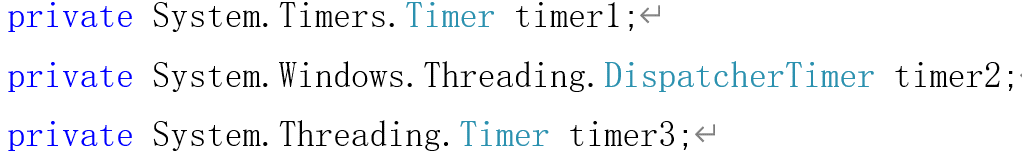 private System.Timers.Timer timer1;↵
private System.Windows.Threading.DispatcherTimer timer2;
private System.Threading.Timer timer3;↵